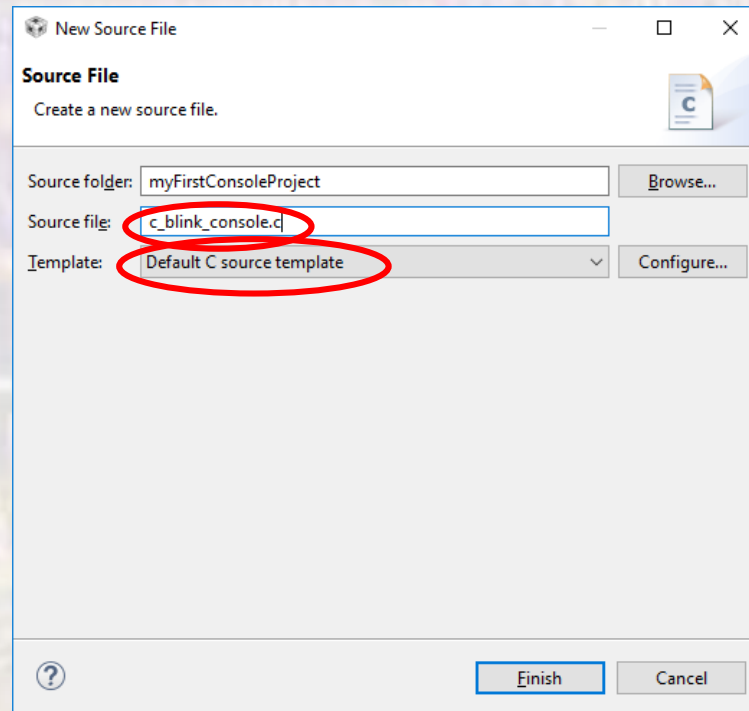 New Source File
Source File
Create a new source file.
C
Source folder: myFirstConsoleProject Browse...
Source file: c_blink_console.c
Template: Default C source template Configure...
? Finish Cancel